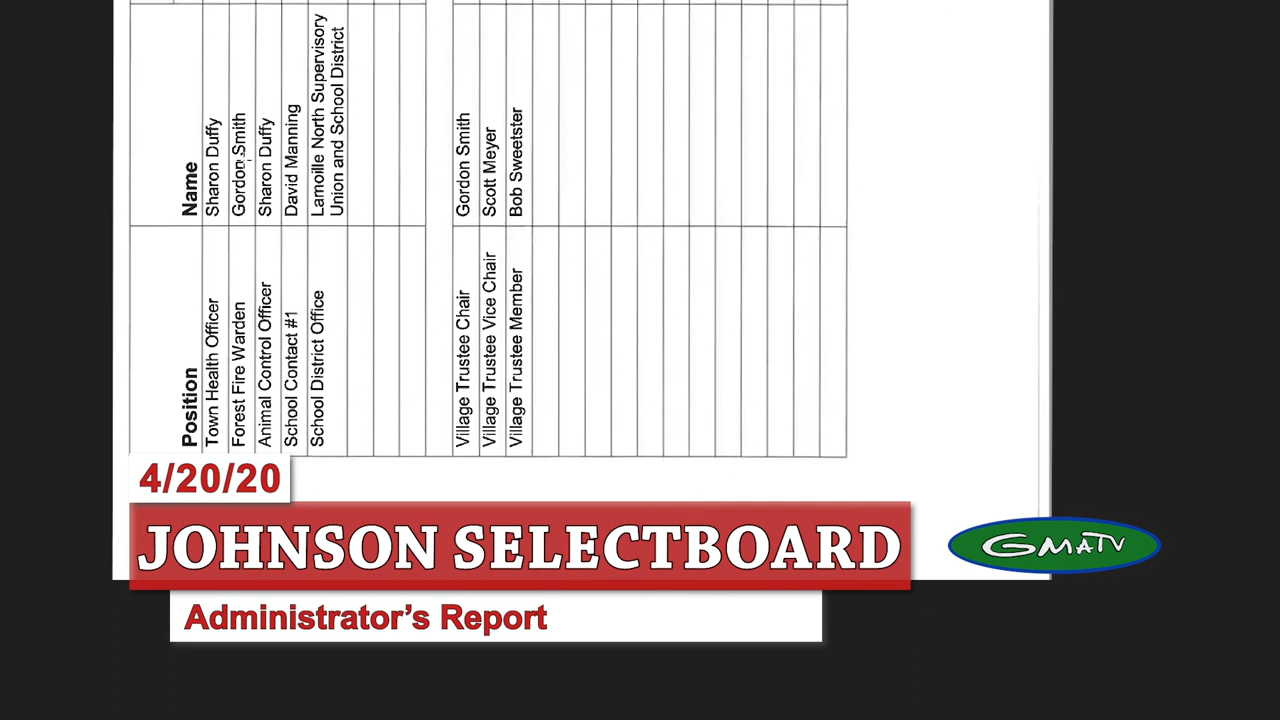 Position Name
Town Health Officer Sharon Duffy
Forest Fire Warden Gordon Smith
Animal Control Officer Sharon Duffy
School Contact #1 David Manning
School District Office Lamoille North Supervisory
Union and School District
Village Trustee Chair Gordon Smith
Village Trustee Vice Chair Scott Meyer
Village Trustee Member Bob Sweetster
4/20/20
JOHNSON SELECTBOARD
GMATV
Administrator’s Report